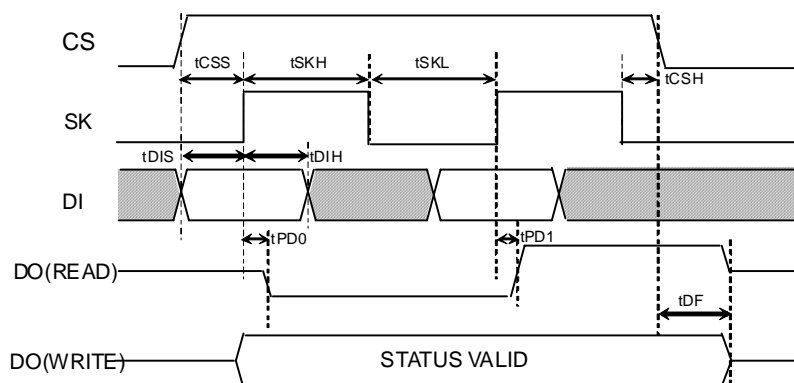 CS
tCSS tSKH tSKL tCSH
SK
tDIS tDIH
DI
tPD0 tPD1
DO(READ)
tDF
DO(WRITE) STATUS VALID